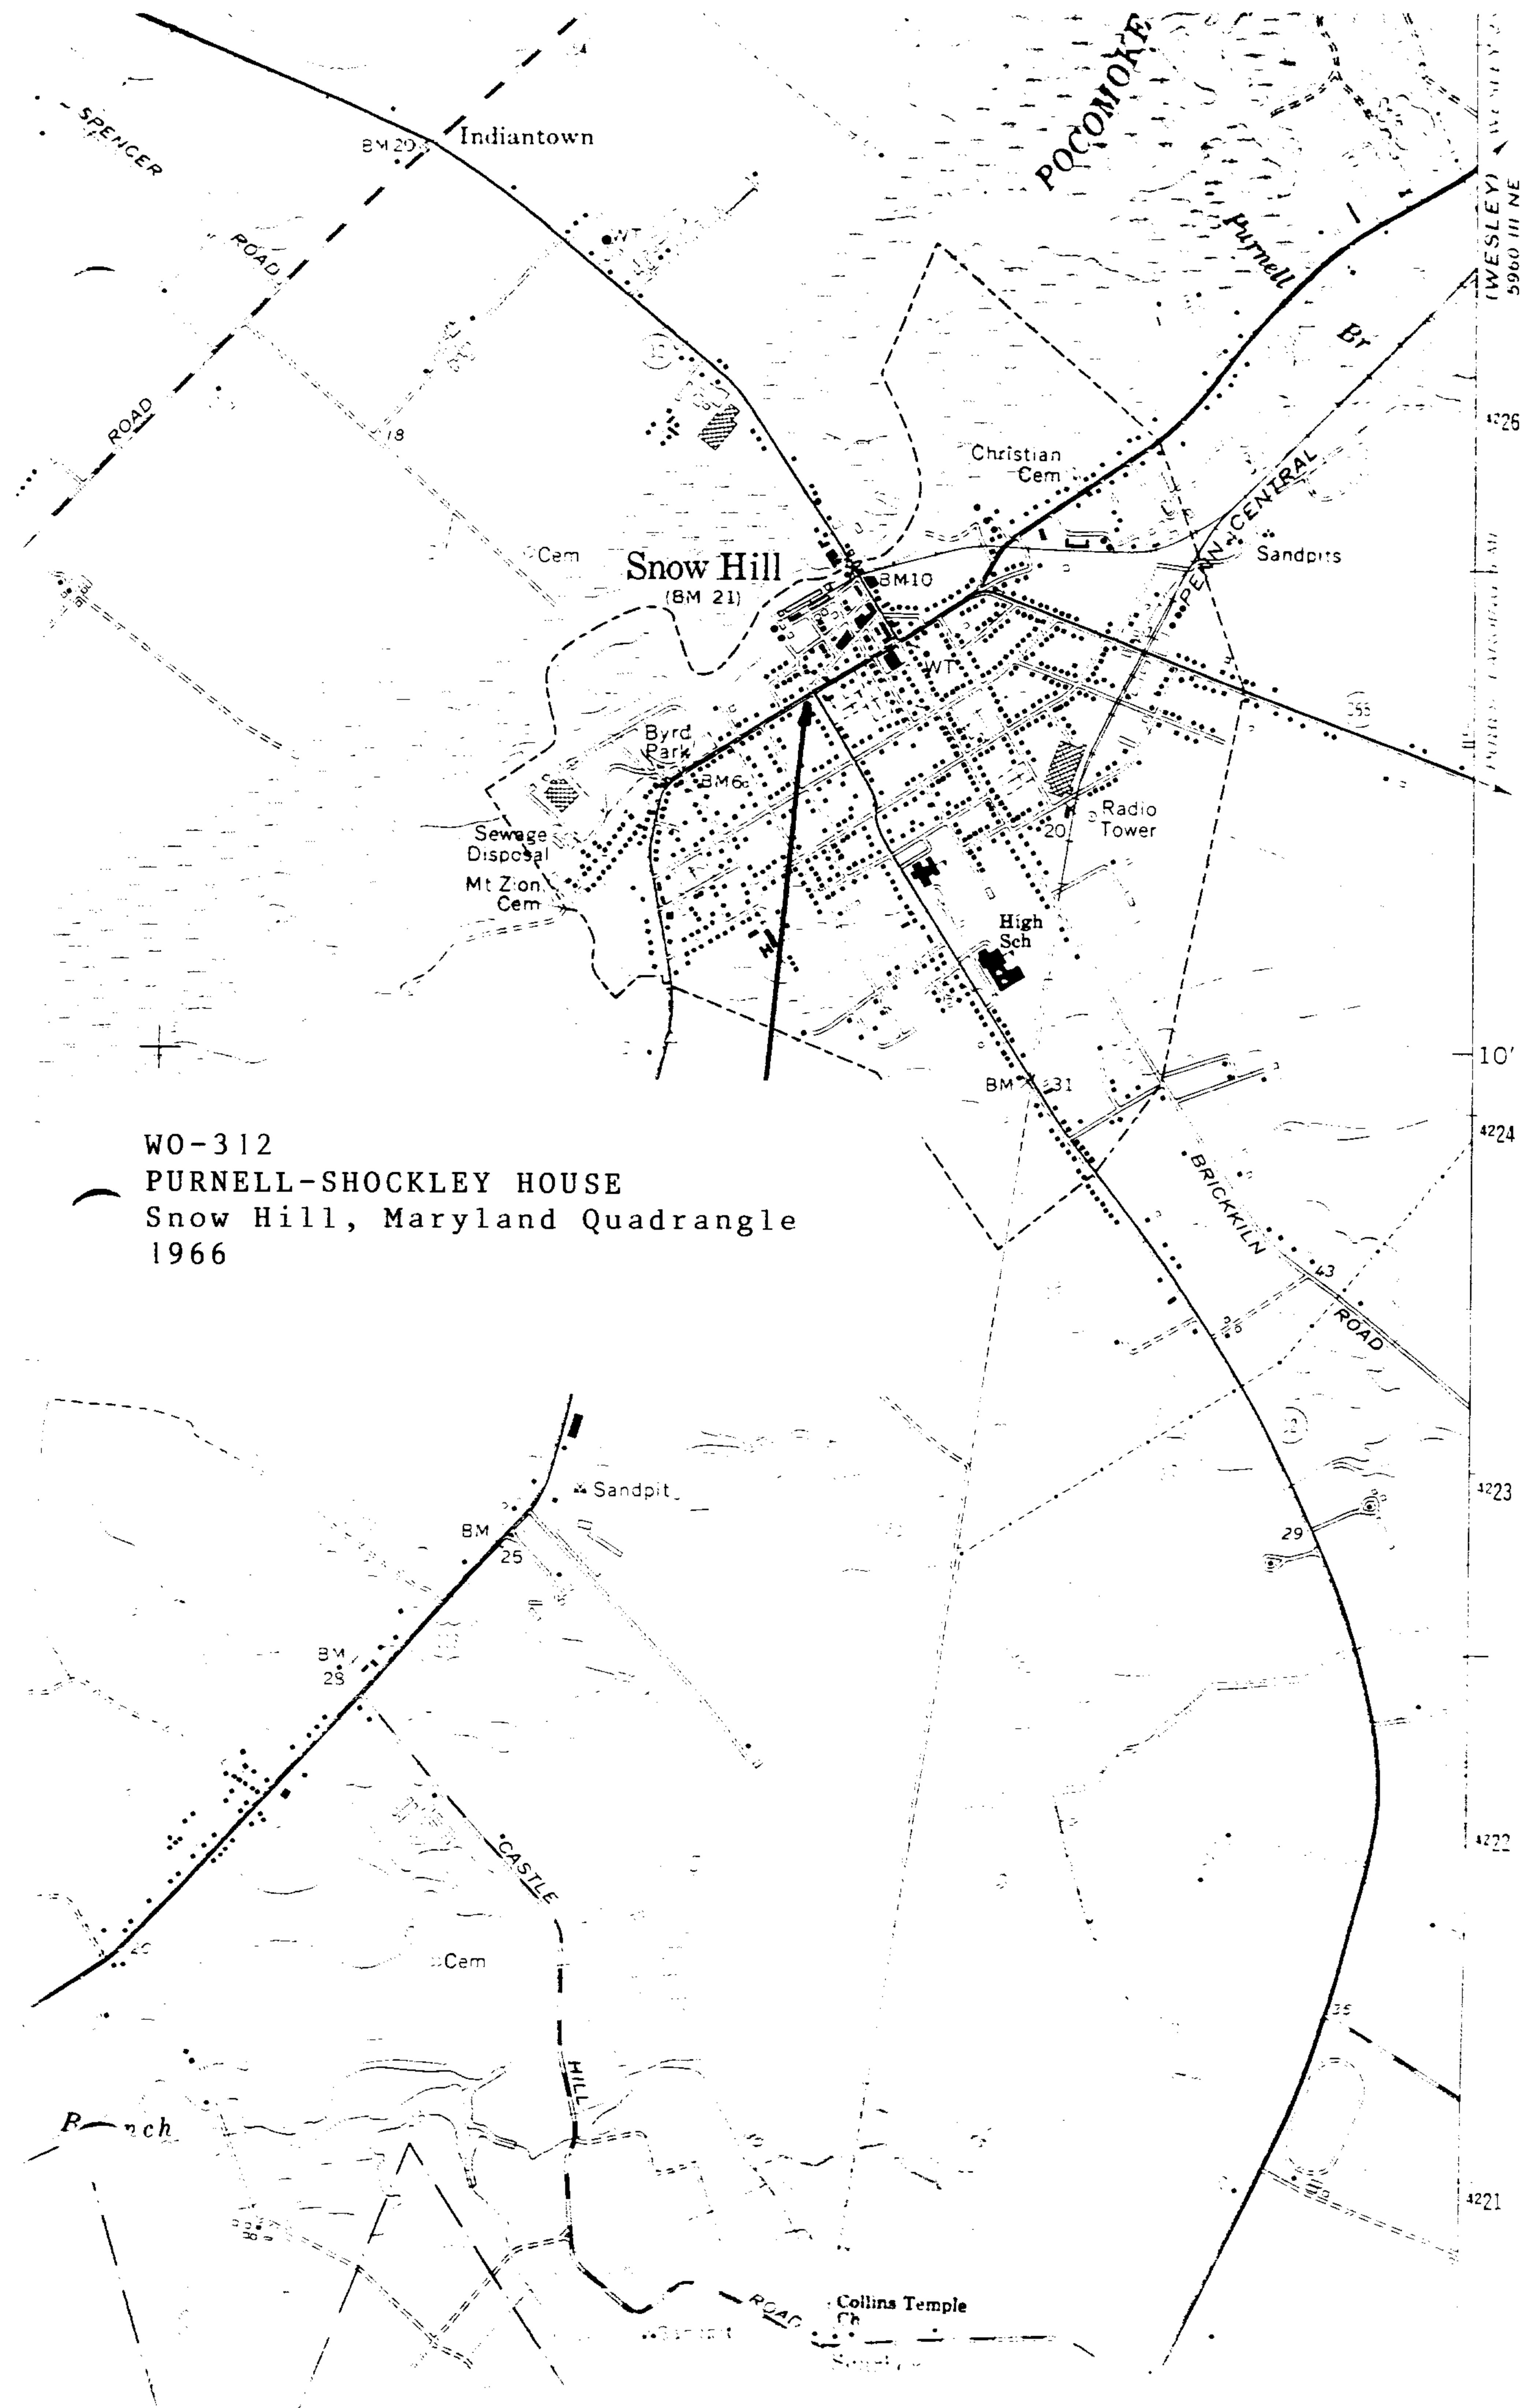 POCOMOKE
SPENCER
ROAD
BM 20
Indiantown
WT
Purnell
Br
(WESLEY)
5960 III NE
ROAD
18
4226
Christian
Cem
PENN CENTRAL
Sandpits
Cem
Snow Hill
(BM 21)
BM10
WT
Byrd
Park
BM6
Sewage
Disposal
Mt Zion
Cem
Radio
Tower
20
High
Sch
10'
BM
31
4224
WO-312
PURNELL-SHOCKLEY HOUSE
Snow Hill, Maryland Quadrangle
1966
BRICKKILN
ROAD
43
12
Sandpit
BM
25
4223
29
BM
28
CASTLE
HILL
ROAD
4222
Cem
35
4221
Collins Temple
Ch